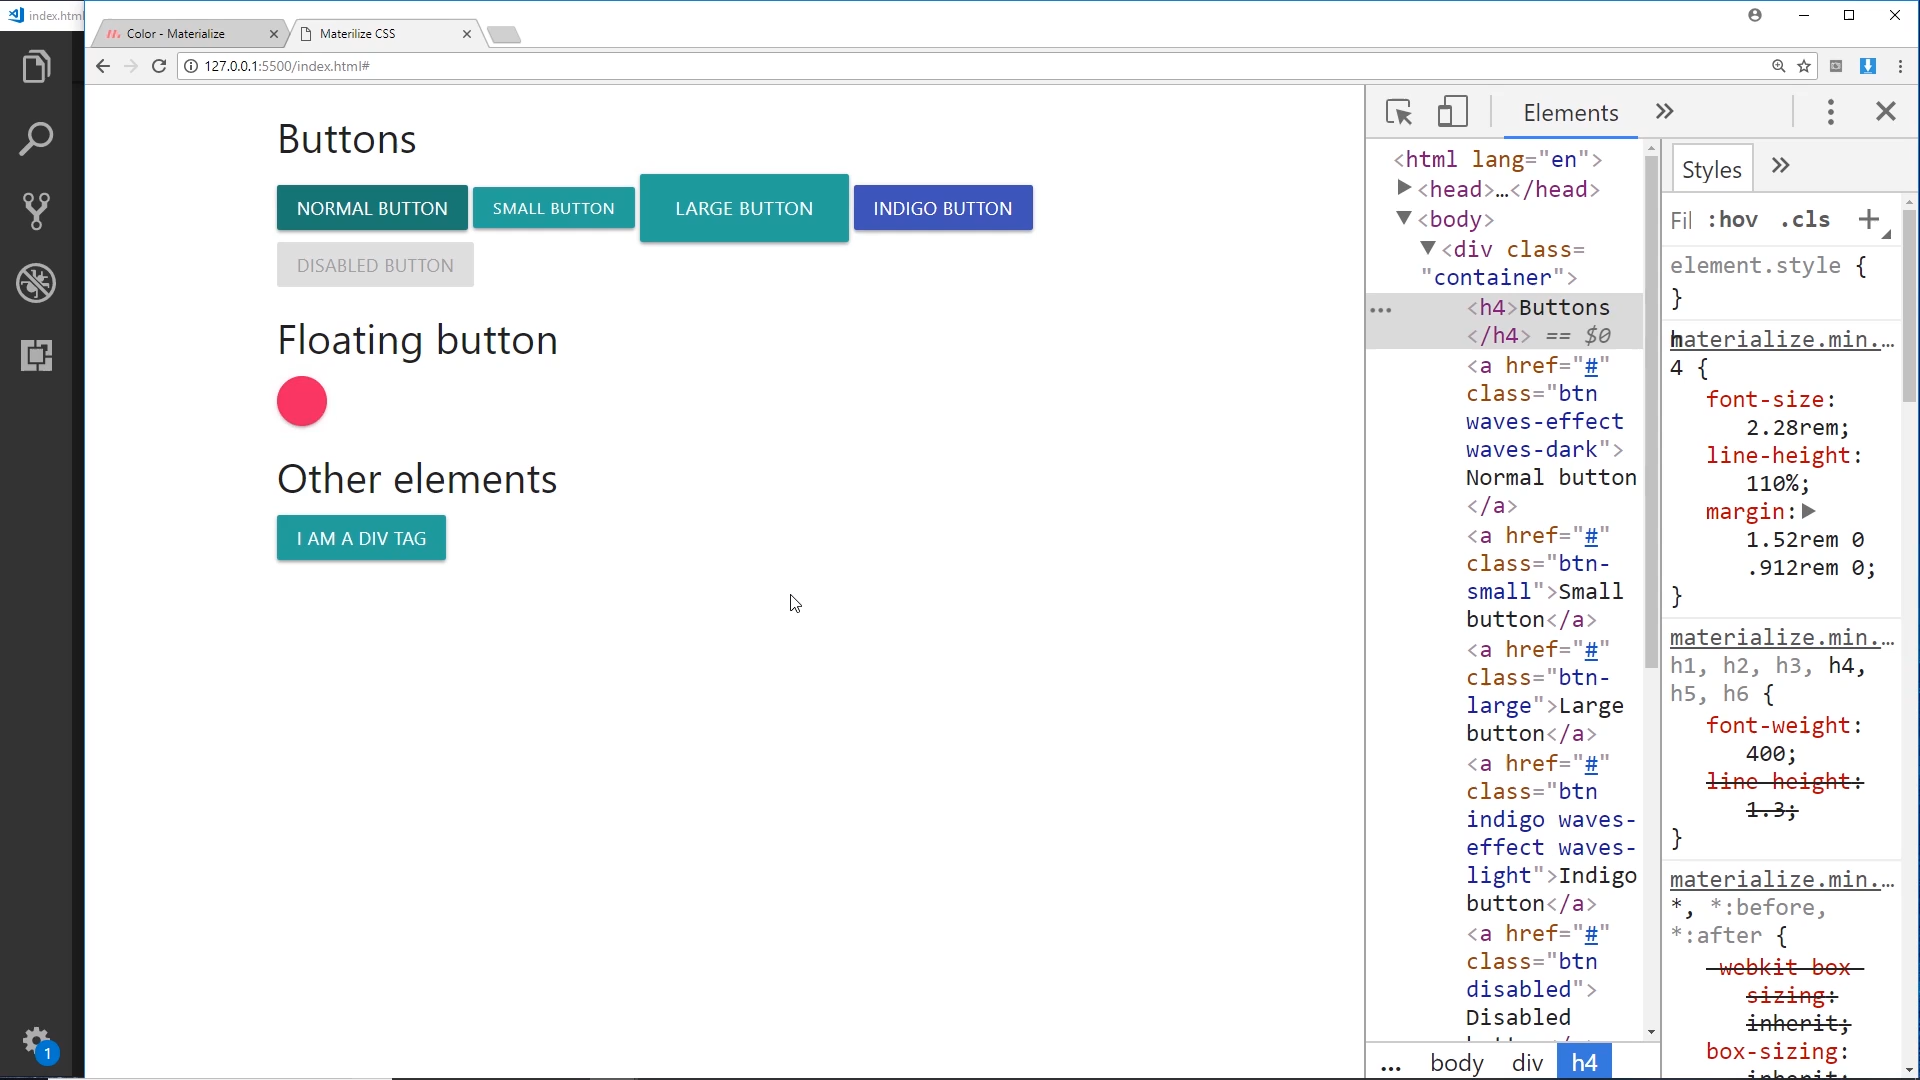 index.html
Color - Materialize
Materilize CSS
127.0.0.1:5500/index.html#
Buttons
NORMAL BUTTON
SMALL BUTTON
LARGE BUTTON
INDIGO BUTTON
DISABLED BUTTON
Floating button
Other elements
I AM A DIV TAG
1
Elements
<html lang="en">
<head>…</head>
<body>
<div class=
"container">
<h4>Buttons
</h4> == $0
<a href="#"
class="btn
waves-effect
waves-dark">
Normal button
</a>
<a href="#"
class="btn-
small">Small
button</a>
<a href="#"
class="btn-
large">Large
button</a>
<a href="#"
class="btn
indigo waves-
effect waves-
light">Indigo
button</a>
<a href="#"
class="btn
disabled">
Disabled
... body div h4
Styles
Fil :hov .cls +
element.style {
}
materialize.min.…
h
4 {
font-size:
2.28rem;
line-height:
110%;
margin:
1.52rem 0
.912rem 0;
}
materialize.min.…
h1, h2, h3, h4,
h5, h6 {
font-weight:
400;
line-height:
1.3;
}
materialize.min.…
*, *:before,
*:after {
-webkit-box-
sizing:
inherit;
box-sizing:
inherit;